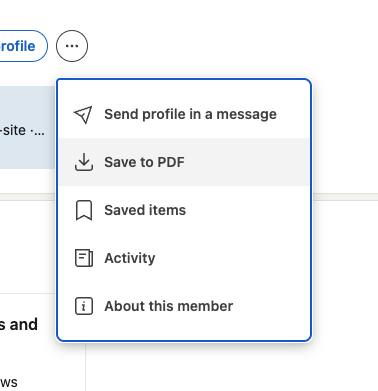 rofile
-site ·...
Send profile in a message
Save to PDF
Saved items
Activity
About this member
s and
ws